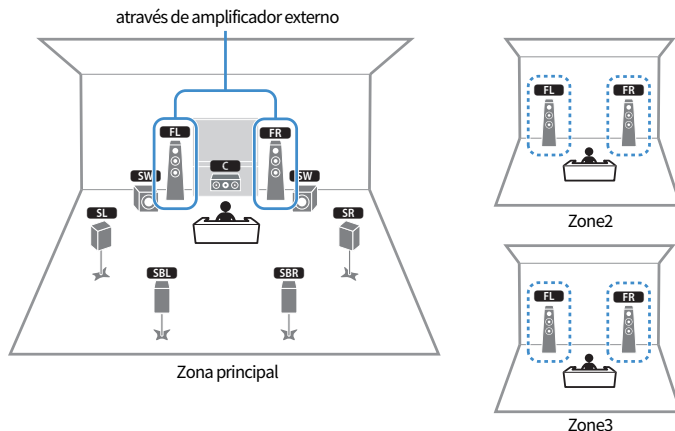 através de amplificador externo
FL
FR
C
SW
SW
SL
SR
SBL
SBR
Zona principal
FL
FR
Zone2
FL
FR
Zone3